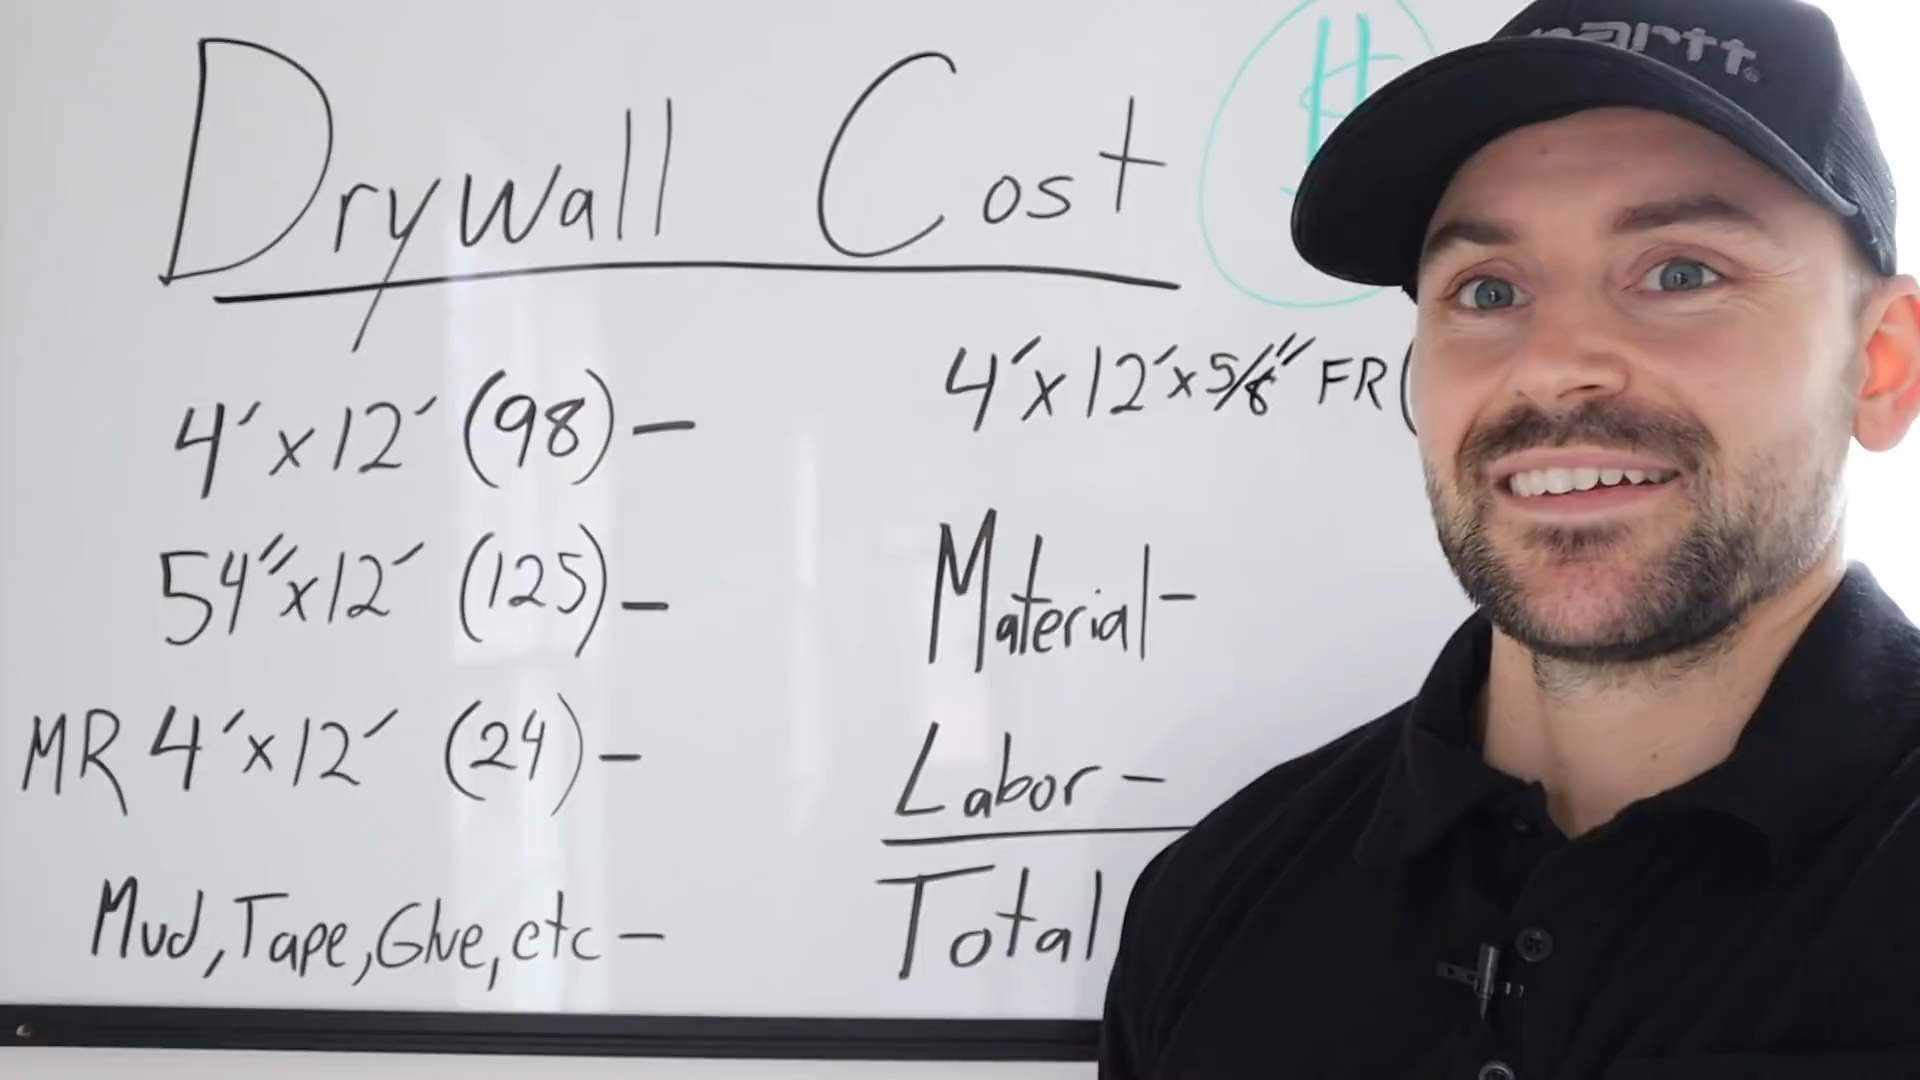 Drywall Cost $
4'x12' (98) -
54"x12' (125) -
MR 4'x12' (24) -
Mud, Tape, Glue, etc -
4'x12'x5/8" FR (
Material -
Labor -
Total